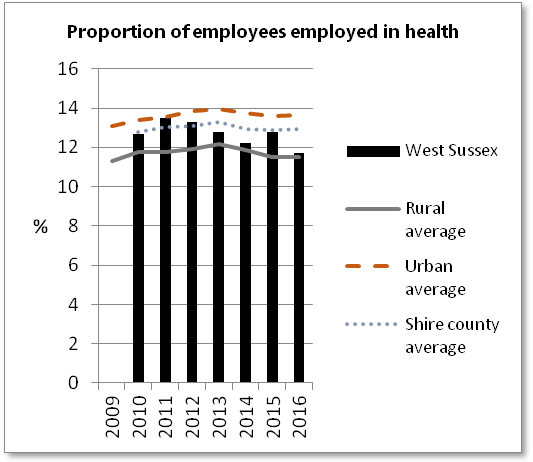 Proportion of employees employed in health
16
14
12
10
8
6
4
2
0
%
2009
2010
2011
2012
2013
2014
2015
2016
West Sussex
Rural
average
Urban
average
Shire county
average